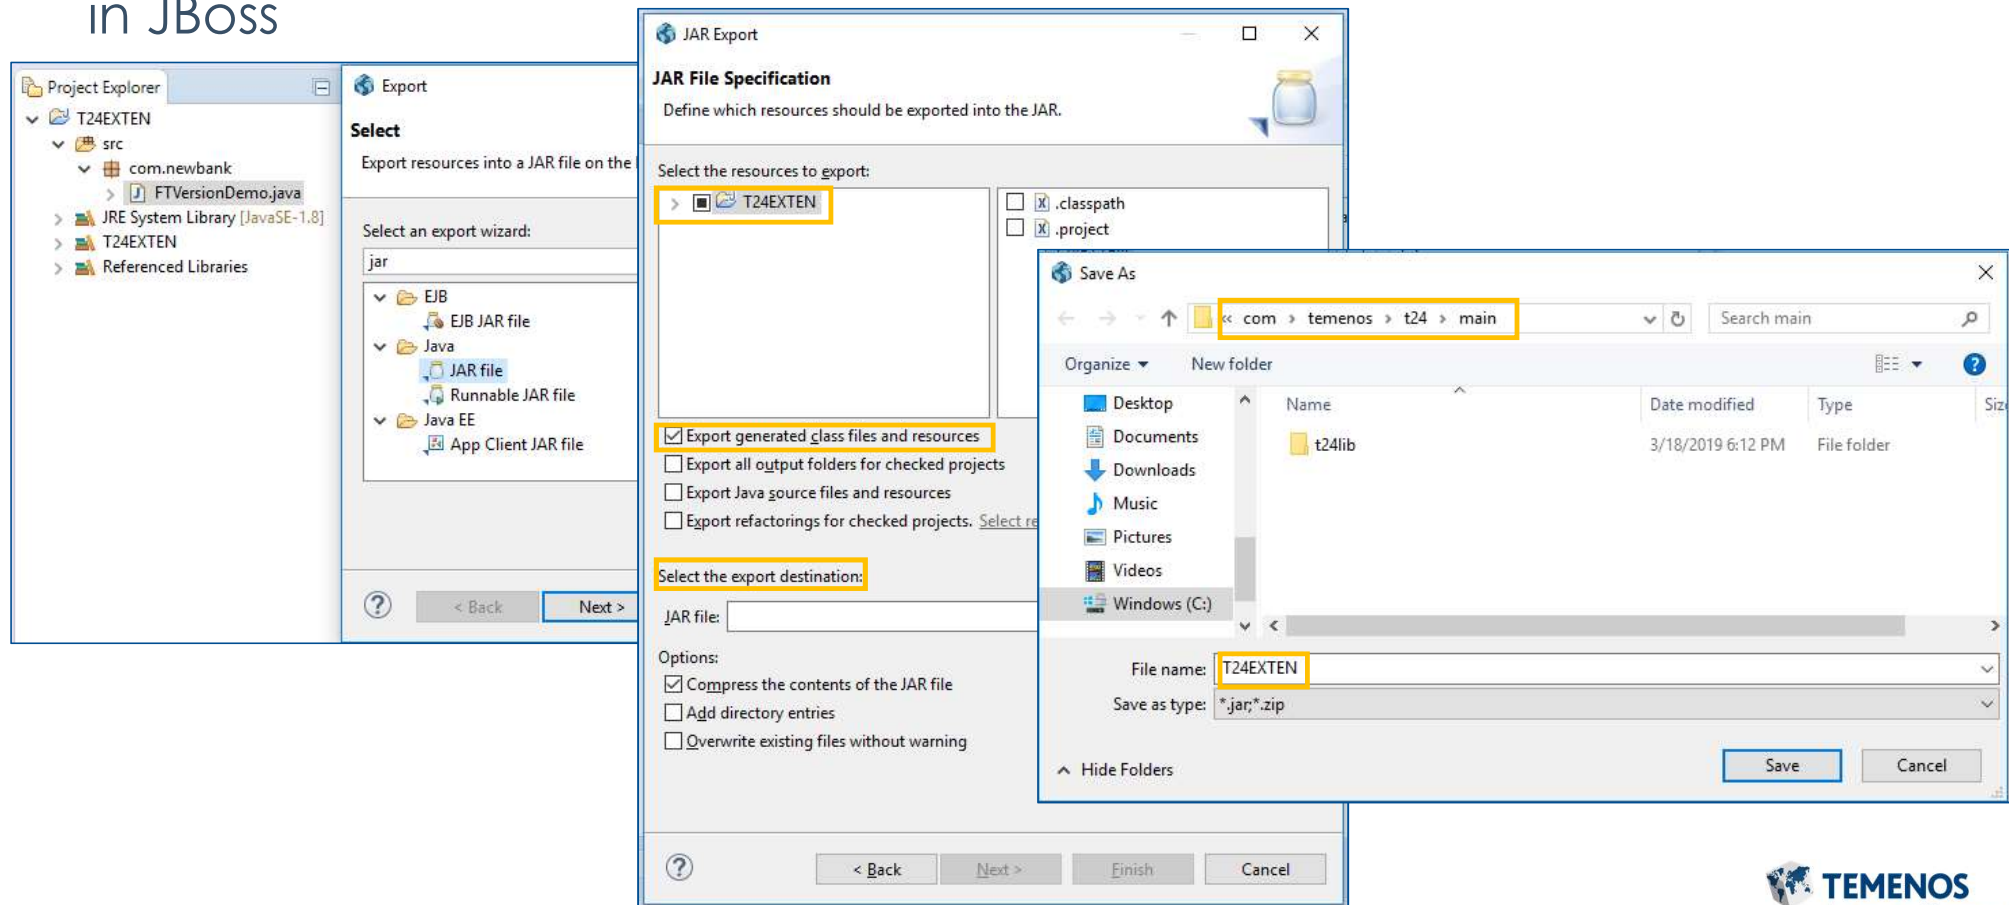 in JBoss
Project Explorer
T24EXTEN
src
com.newbank
FTVersionDemo.java
JRE System Library [JavaSE-1.8]
T24EXTEN
Referenced Libraries
Export
Select
Export resources into a JAR file on the
Select an export wizard:
jar
EJB
EJB JAR file
Java
JAR file
Runnable JAR file
Java EE
App Client JAR file
< Back
Next >
JAR Export
JAR File Specification
Define which resources should be exported into the JAR.
Select the resources to export:
T24EXTEN
.classpath
.project
Export generated class files and resources
Export all output folders for checked projects
Export Java source files and resources
Export refactorings for checked projects. Select re
Select the export destination:
JAR file:
Options:
Compress the contents of the JAR file
Add directory entries
Overwrite existing files without warning
< Back
Next >
Finish
Cancel
Save As
« com › temenos › t24 › main
Search main
Organize
New folder
Desktop
Documents
Downloads
Music
Pictures
Videos
Windows (C:)
Name
Date modified
Type
Siz
t24lib
3/18/2019 6:12 PM
File folder
File name:
T24EXTEN
Save as type:
*.jar;*.zip
Hide Folders
Save
Cancel
TEMENOS